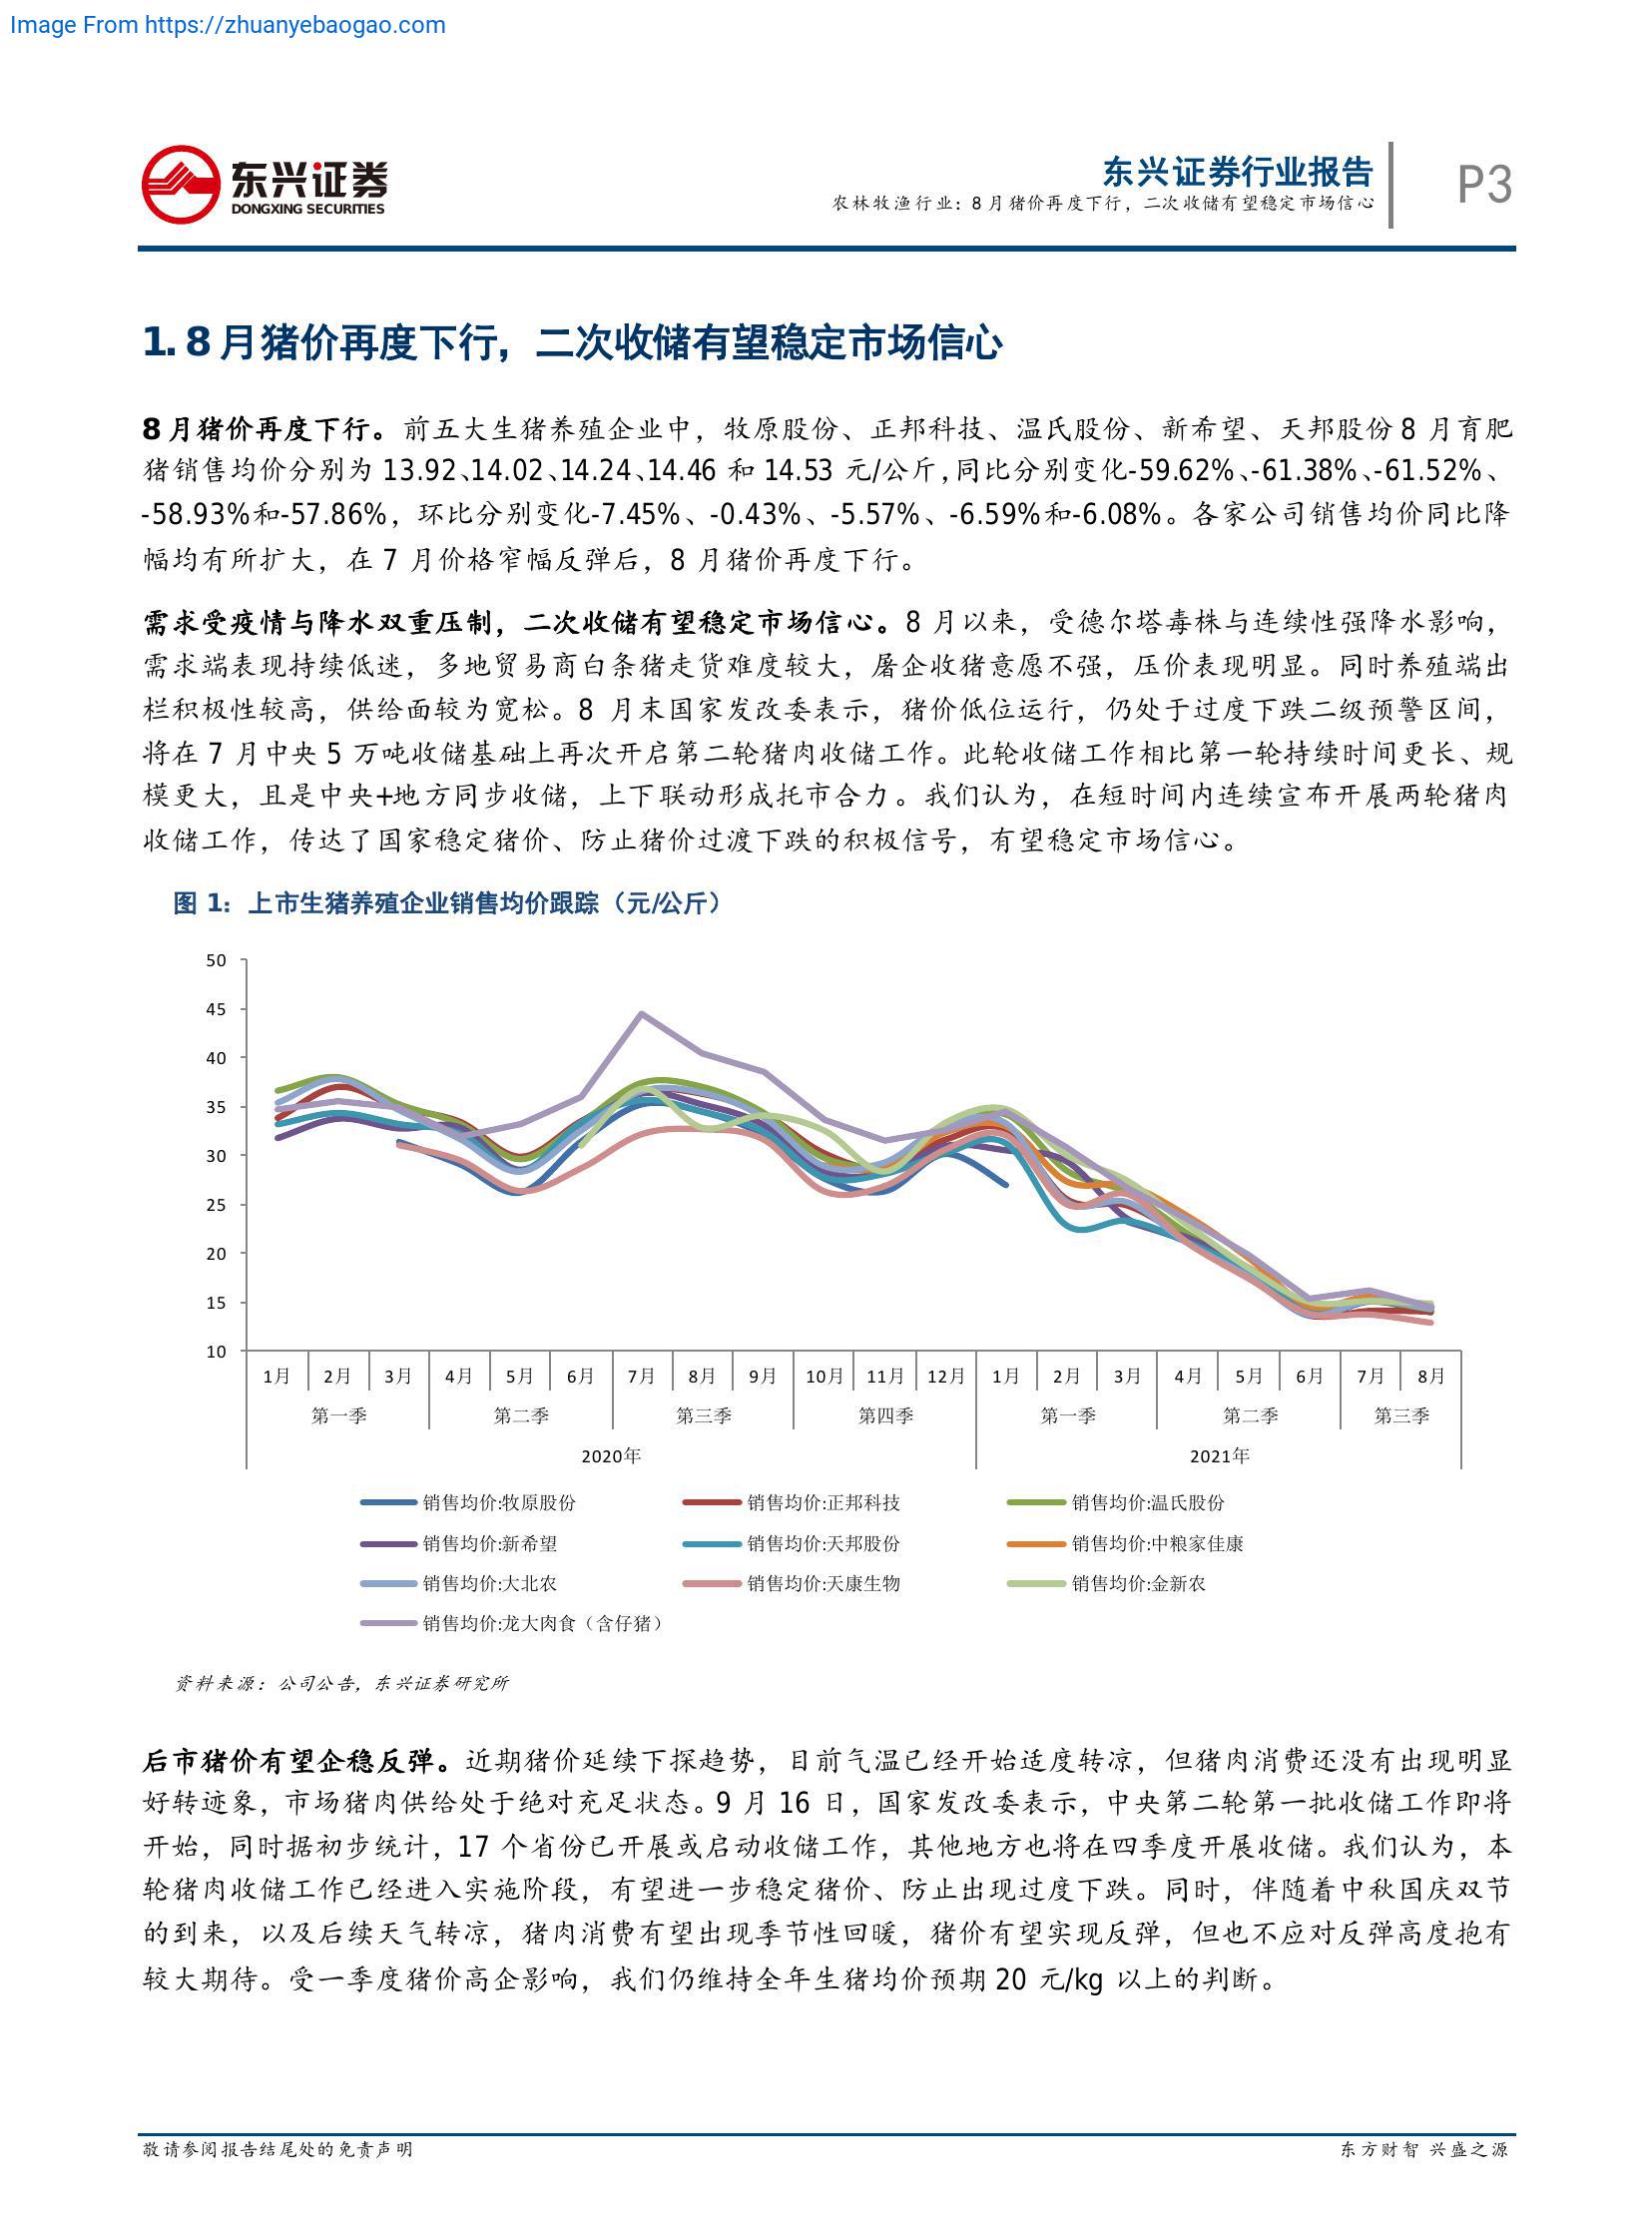 Image From https://zhuanyebaogao.com
东兴证券
DONGXING SECURITIES
东兴证券行业报告
农林牧渔行业：8 月猪价再度下行，二次收储有望稳定市场信心
P3
1. 8 月猪价再度下行，二次收储有望稳定市场信心
8 月猪价再度下行。前五大生猪养殖企业中，牧原股份、正邦科技、温氏股份、新希望、天邦股份 8 月育肥
猪销售均价分别为 13.92、14.02、14.24、14.46 和 14.53 元/公斤，同比分别变化-59.62%、-61.38%、-61.52%、
-58.93%和-57.86%，环比分别变化-7.45%、-0.43%、-5.57%、-6.59%和-6.08%。各家公司销售均价同比降
幅均有所扩大，在 7 月价格窄幅反弹后，8 月猪价再度下行。
需求受疫情与降水双重压制，二次收储有望稳定市场信心。8 月以来，受德尔塔毒株与连续性强降水影响，
需求端表现持续低迷，多地贸易商白条猪走货难度较大，屠企收猪意愿不强，压价表现明显。同时养殖端出
栏积极性较高，供给面较为宽松。8 月末国家发改委表示，猪价低位运行，仍处于过度下跌二级预警区间，
将在 7 月中央 5 万吨收储基础上再次开启第二轮猪肉收储工作。此轮收储工作相比第一轮持续时间更长、规
模更大，且是中央+地方同步收储，上下联动形成托市合力。我们认为，在短时间内连续宣布开展两轮猪肉
收储工作，传达了国家稳定猪价、防止猪价过渡下跌的积极信号，有望稳定市场信心。
图 1：上市生猪养殖企业销售均价跟踪（元/公斤）
50
45
40
35
30
25
20
15
10
1月 2月 3月 4月 5月 6月 7月 8月 9月 10月 11月 12月 1月 2月 3月 4月 5月 6月 7月 8月
第一季 第二季 第三季 第四季 第一季 第二季 第三季
2020年 2021年
销售均价:牧原股份 销售均价:正邦科技 销售均价:温氏股份
销售均价:新希望 销售均价:天邦股份 销售均价:中粮家佳康
销售均价:大北农 销售均价:天康生物 销售均价:金新农
销售均价:龙大肉食（含仔猪）
资料来源：公司公告，东兴证券研究所
后市猪价有望企稳反弹。近期猪价延续下探趋势，目前气温已经开始适度转凉，但猪肉消费还没有出现明显
好转迹象，市场猪肉供给处于绝对充足状态。9 月 16 日，国家发改委表示，中央第二轮第一批收储工作即将
开始，同时据初步统计，17 个省份已开展或启动收储工作，其他地方也将在四季度开展收储。我们认为，本
轮猪肉收储工作已经进入实施阶段，有望进一步稳定猪价、防止出现过度下跌。同时，伴随着中秋国庆双节
的到来，以及后续天气转凉，猪肉消费有望出现季节性回暖，猪价有望实现反弹，但也不应对反弹高度抱有
较大期待。受一季度猪价高企影响，我们仍维持全年生猪均价预期 20 元/kg 以上的判断。
敬请参阅报告结尾处的免责声明
东方财智 兴盛之源